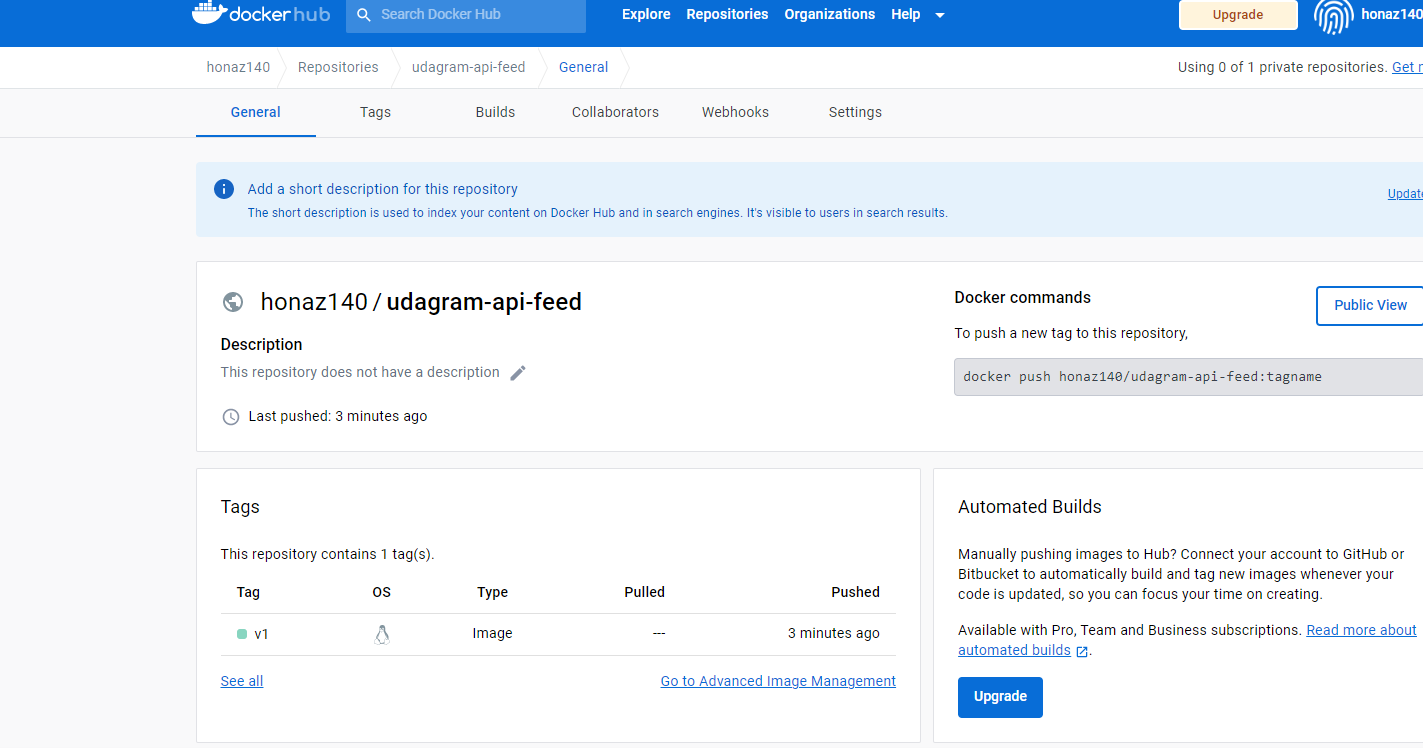 dockerhub Search Docker Hub Explore Repositories Organizations Help Upgrade honaz140
honaz140 Repositories udagram-api-feed General Using 0 of 1 private repositories. Get
General Tags Builds Collaborators Webhooks Settings
Add a short description for this repository
Update
The short description is used to index your content on Docker Hub and in search engines. It's visible to users in search results.
honaz140 / udagram-api-feed
Description
This repository does not have a description
Last pushed: 3 minutes ago
Docker commands
Public View
To push a new tag to this repository,
docker push honaz140/udagram-api-feed:tagname
Tags
This repository contains 1 tag(s).
Tag OS Type Pulled Pushed
v1 Image --- 3 minutes ago
See all Go to Advanced Image Management
Automated Builds
Manually pushing images to Hub? Connect your account to GitHub or
Bitbucket to automatically build and tag new images whenever your
code is updated, so you can focus your time on creating.
Available with Pro, Team and Business subscriptions. Read more about
automated builds .
Upgrade